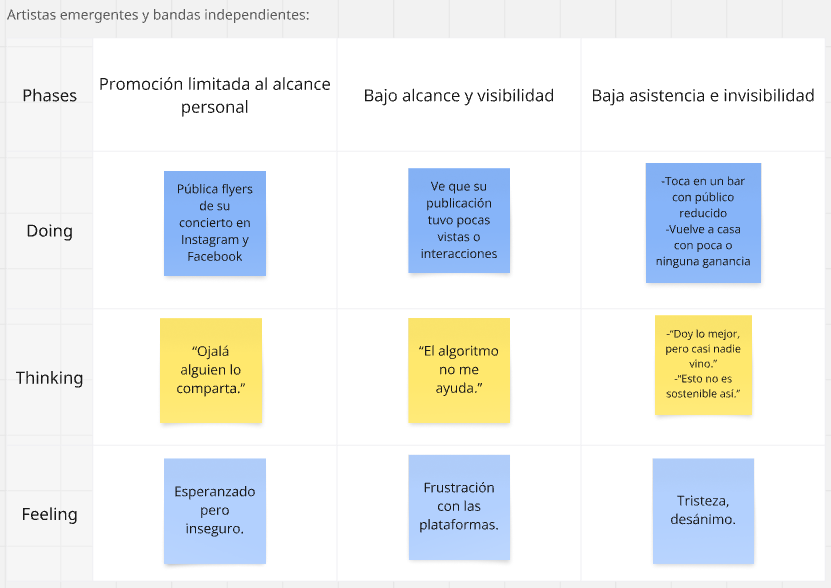 Artistas emergentes y bandas independientes:
Phases
Promoción limitada al alcance
personal
Bajo alcance y visibilidad
Baja asistencia e invisibilidad
Doing
Pública flyers
de su
concierto en
Instagram y
Facebook
Ve que su
publicación
tuvo pocas
vistas o
interacciones
-Toca en un bar
con público
reducido
-Vuelve a casa
con poca o
ninguna ganancia
Thinking
“Ojalá
alguien lo
comparta.”
“El algoritmo
no me
ayuda.”
-“Doy lo mejor,
pero casi nadie
vino.”
-“Esto no es
sostenible así.”
Feeling
Esperanzado
pero
inseguro.
Frustración
con las
plataformas.
Tristeza,
desánimo.